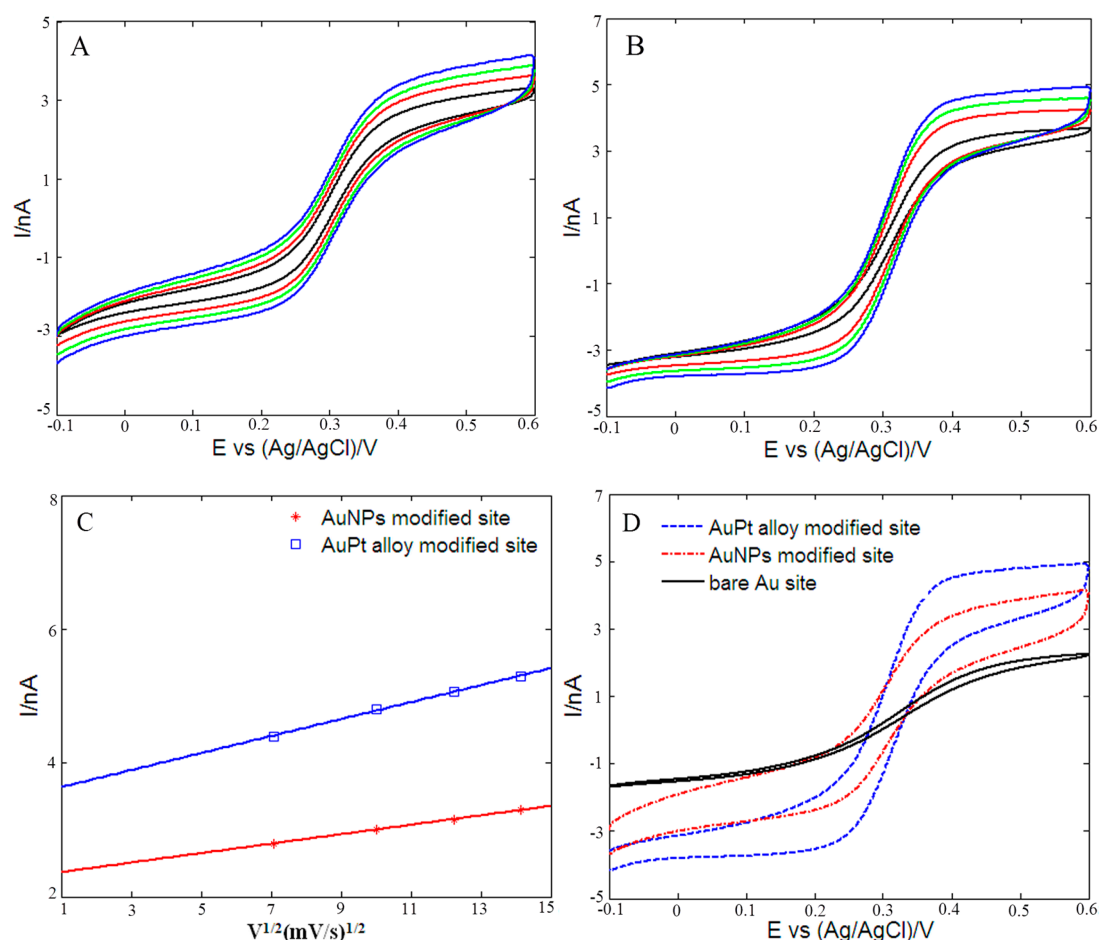 A
5
3
1
-1
-3
-5
I/nA
-0.1 0 0.1 0.2 0.3 0.4 0.5 0.6
E vs (Ag/AgCl)/V
B
7
5
3
1
-1
-3
-5
I/nA
-0.1 0 0.1 0.2 0.3 0.4 0.5 0.6
E vs (Ag/AgCl)/V
C
AuNPs modified site
AuPt alloy modified site
8
6
4
2
I/nA
1 3 5 7 9 11 13 15
V1/2(mV/s)1/2
D
AuPt alloy modified site
AuNPs modified site
bare Au site
7
5
3
1
-1
-3
-5
I/nA
-0.1 0 0.1 0.2 0.3 0.4 0.5 0.6
E vs (Ag/AgCl)/V